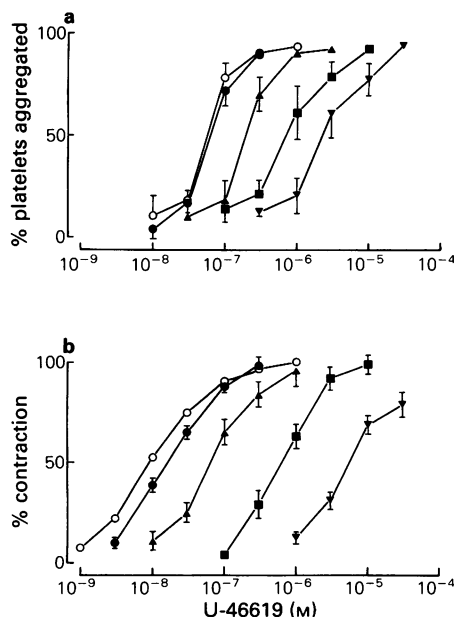 a
% platelets aggregated
100
50
0
10⁻⁹ 10⁻⁸ 10⁻⁷ 10⁻⁶ 10⁻⁵ 10⁻⁴
b
% contraction
100
50
0
10⁻⁹ 10⁻⁸ 10⁻⁷ 10⁻⁶ 10⁻⁵ 10⁻⁴
U-46619 (M)